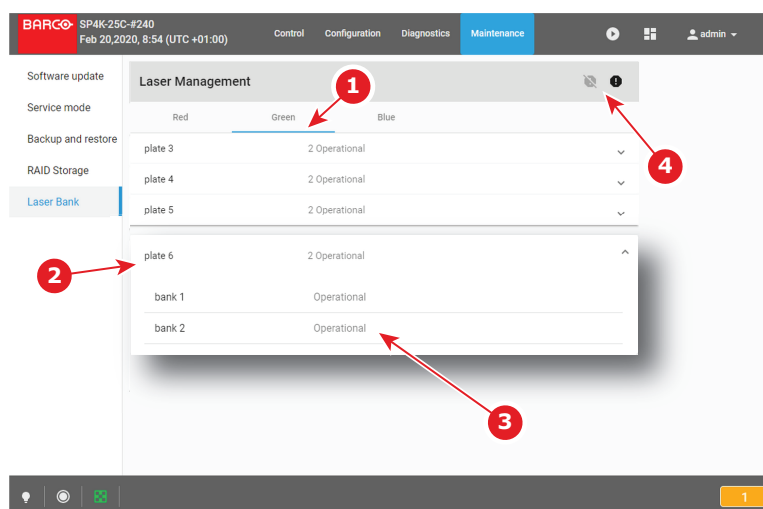 BARCO SP4K-25C-#240
Feb 20,2020, 8:54 (UTC +01:00)
Control Configuration Diagnostics Maintenance admin
Software update
Service mode
Backup and restore
RAID Storage
Laser Bank
Laser Management
1
Red Green Blue
plate 3 2 Operational
4
plate 4 2 Operational
plate 5 2 Operational
2
plate 6 2 Operational
bank 1 Operational
bank 2 Operational
3
1